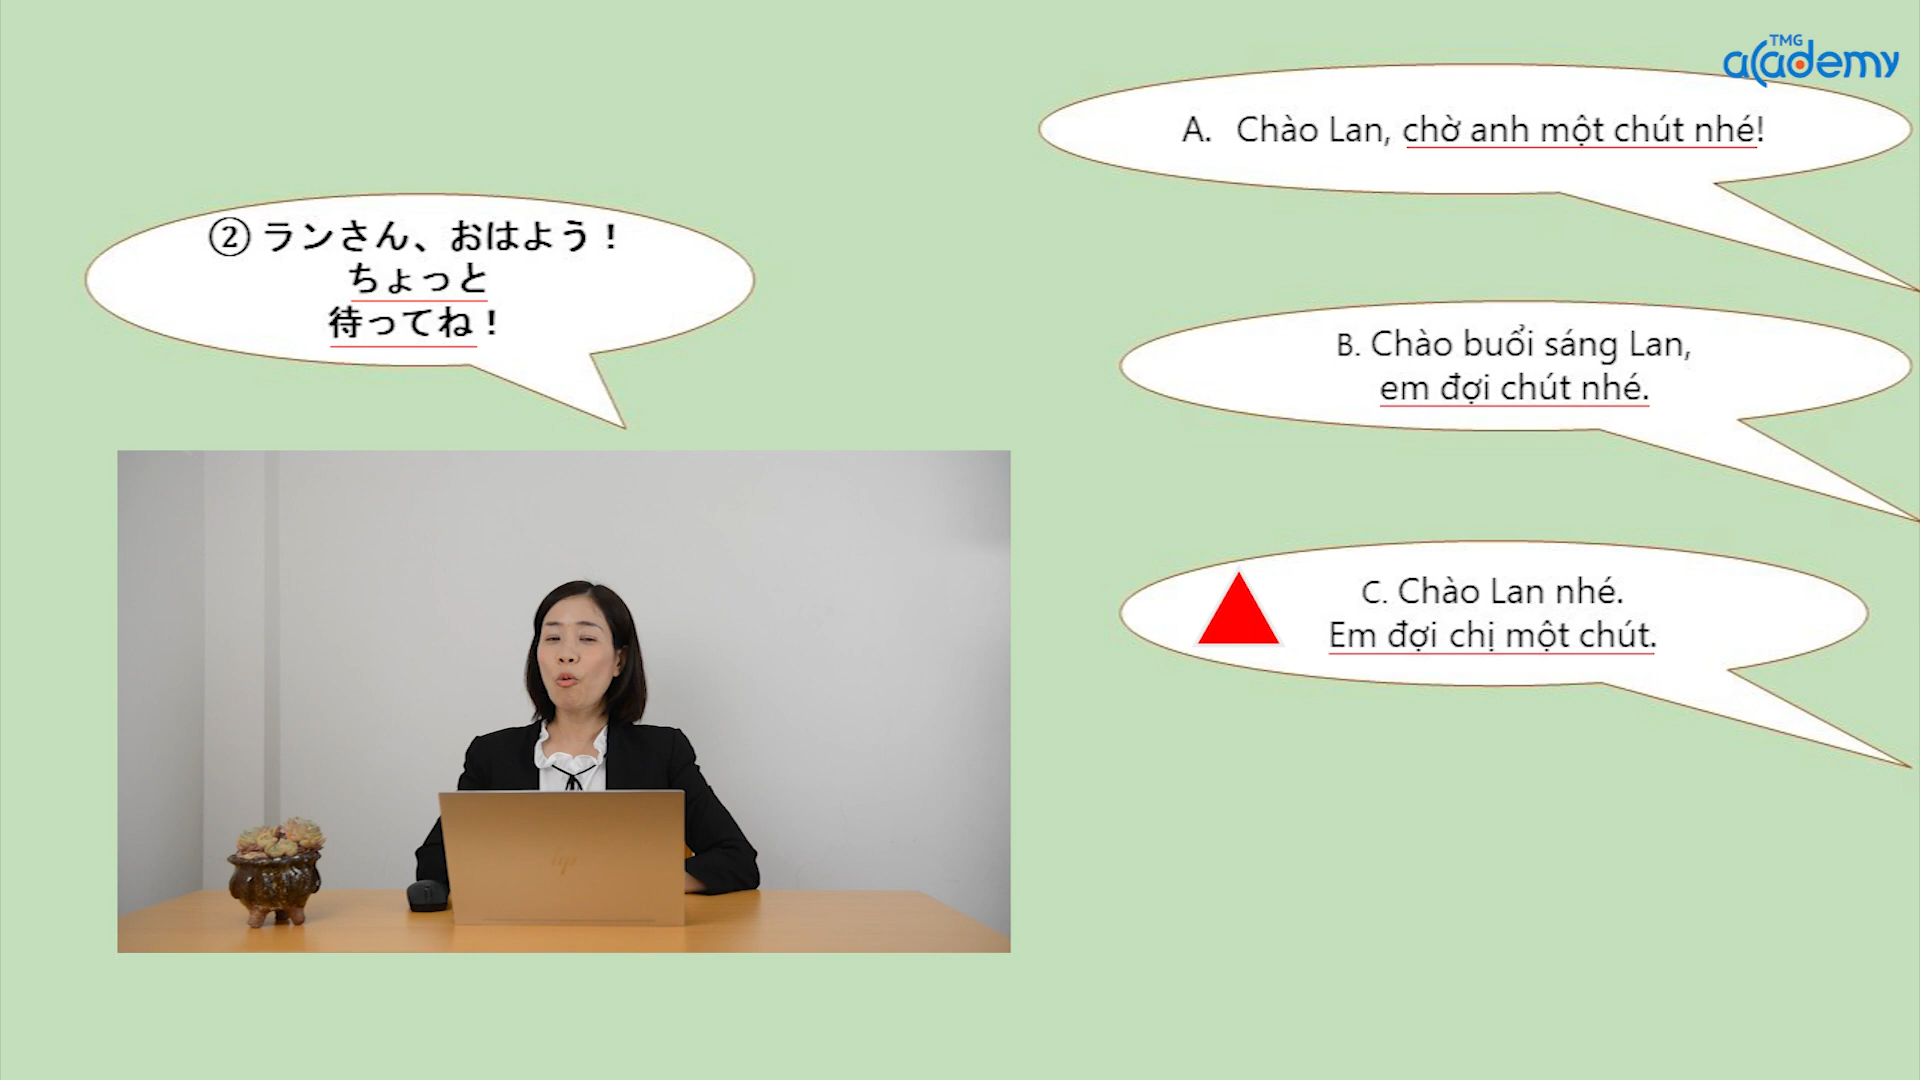 TMG
academy
② ランさん、おはよう！
ちょっと
待ってね！
A. Chào Lan, chờ anh một chút nhé!
B. Chào buổi sáng Lan,
em đợi chút nhé.
C. Chào Lan nhé.
Em đợi chị một chút.
hp